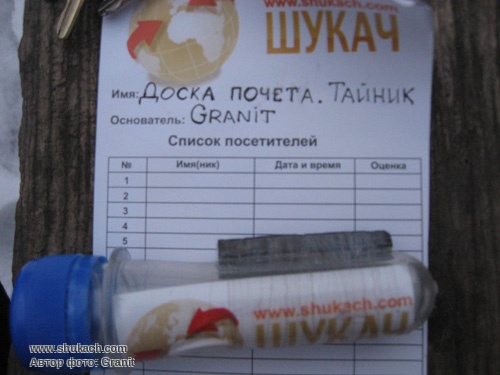 www.shukach.com
ШУКАЧ
Имя: ДОСКА ПОЧЕТА. ТАЙНИК
Основатель: GRANIT
Список посетителей
№ Имя(ник) Дата и время Оценка
1
2
3
4
5
www.shukach.com
ШУКАЧ
www.shukach.com
Автор фото: Granit